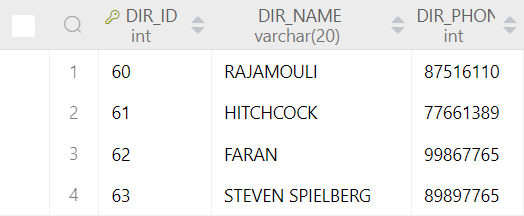 DIR_ID DIR_NAME DIR_PHON
int varchar(20) int
1 60 RAJAMOULI 87516110
2 61 HITCHCOCK 77661389
3 62 FARAN 99867765
4 63 STEVEN SPIELBERG 89897765